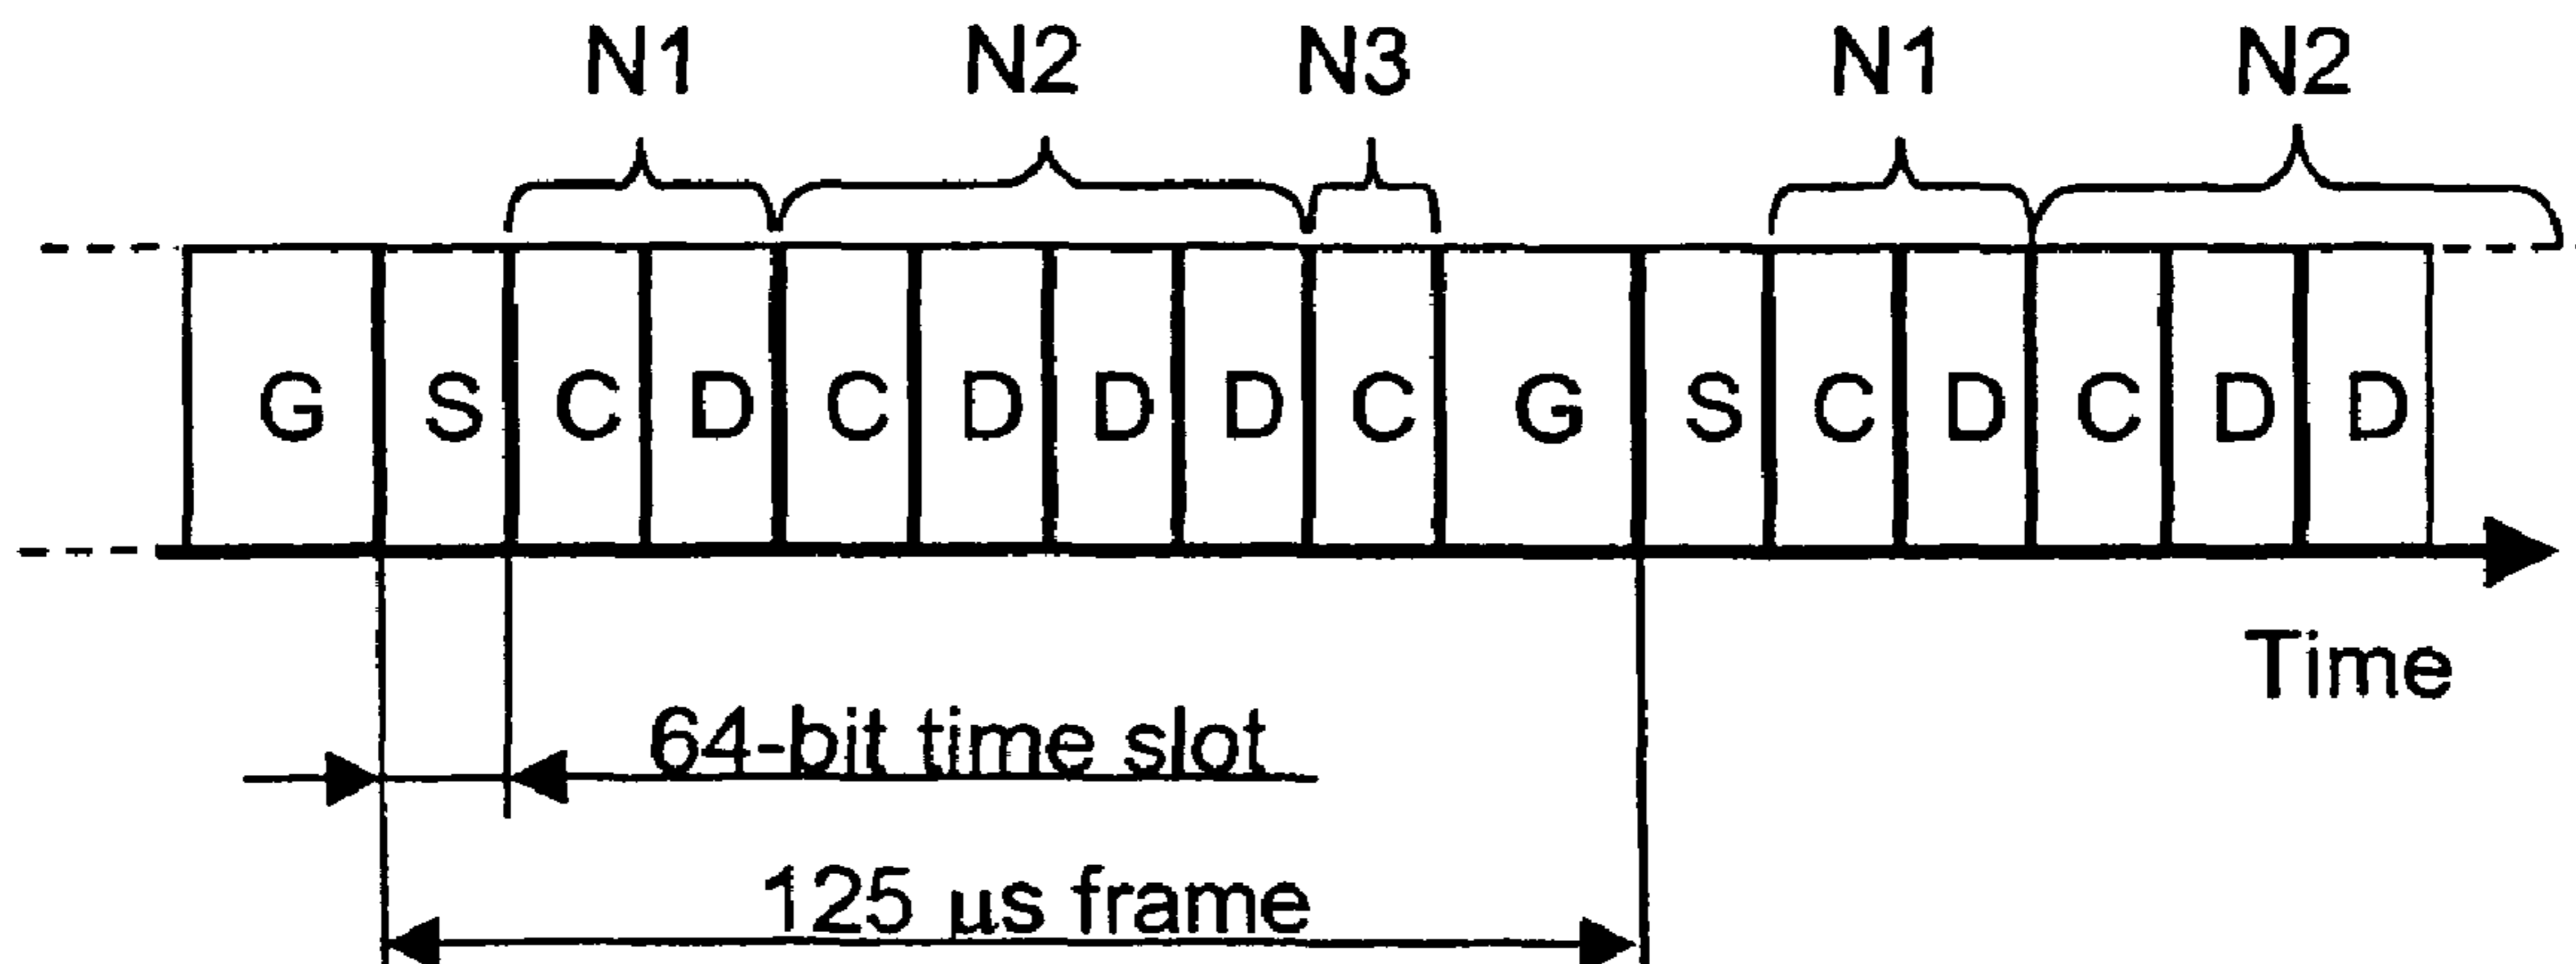 N1 N2 N3 N1 N2
G S C D C D D D C G S C D C D D
Time
64-bit time slot
125 μs frame